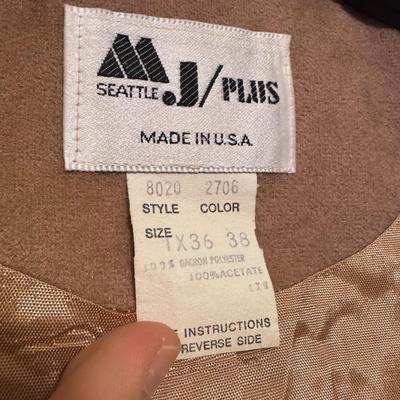 MJ/PLUS
SEATTLE
MADE IN U.S.A.
8020 2706
STYLE COLOR
SIZE
1X36 38
100% DACRON POLYESTER
100% ACETATE
INSTRUCTIONS
REVERSE SIDE